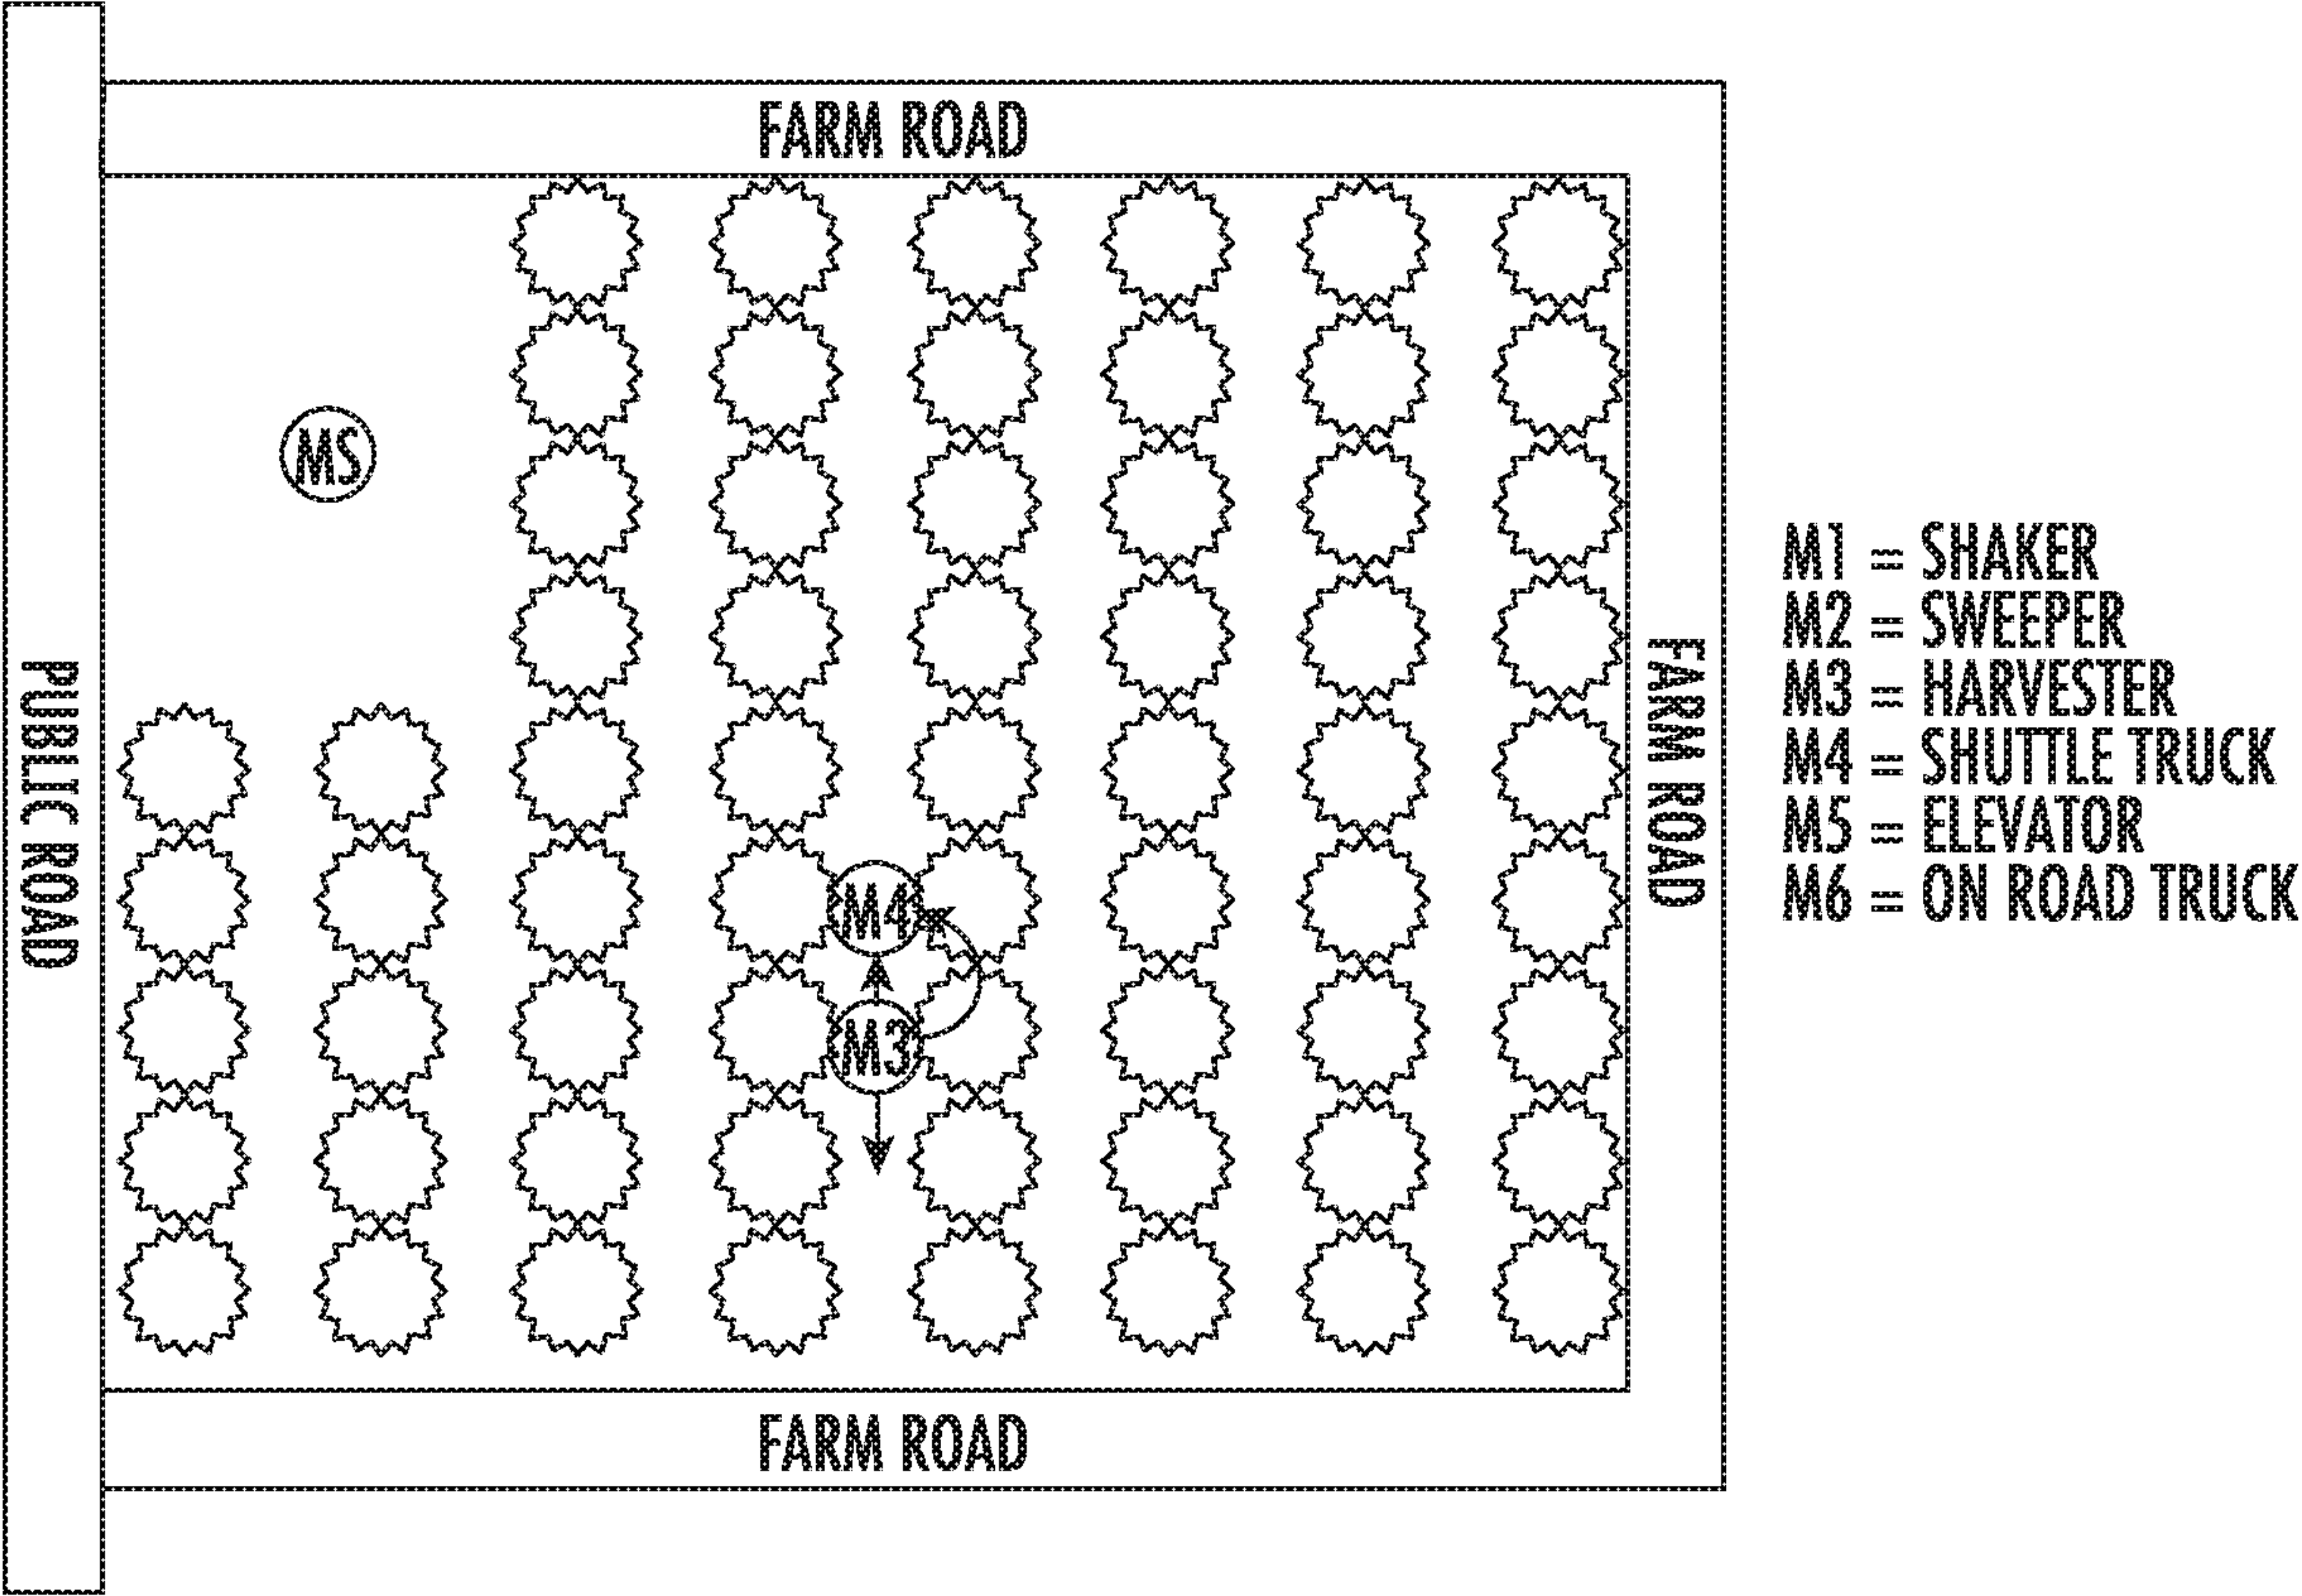 FARM ROAD
MS
PUBLIC ROAD
FARM ROAD
M4
M3
FARM ROAD
M1 = SHAKER
M2 = SWEEPER
M3 = HARVESTER
M4 = SHUTTLE TRUCK
M5 = ELEVATOR
M6 = ON ROAD TRUCK